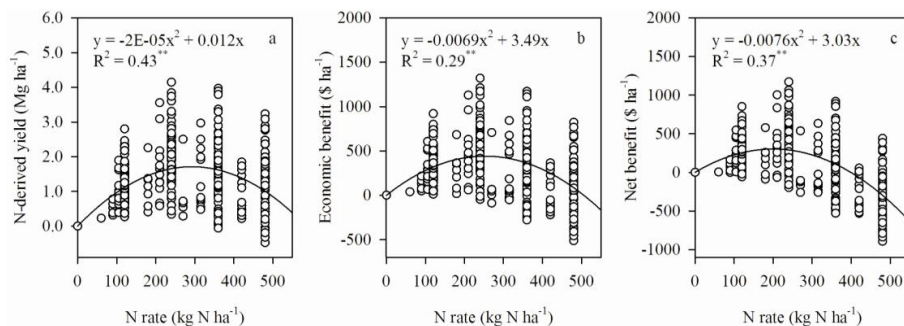 y = -2E-05x² + 0.012x
a
R² = 0.43**
N-derived yield (Mg ha⁻¹)
6.0
5.0
4.0
3.0
2.0
1.0
0.0
0 100 200 300 400 500
N rate (kg N ha⁻¹)
y = -0.0069x² + 3.49x
b
R² = 0.29**
Economic benefit ($ ha⁻¹)
2000
1500
1000
500
0
-500
0 100 200 300 400 500
N rate (kg N ha⁻¹)
y = -0.0076x² + 3.03x
c
R² = 0.37**
Net benefit ($ ha⁻¹)
2000
1500
1000
500
0
-500
-1000
0 100 200 300 400 500
N rate (kg N ha⁻¹)